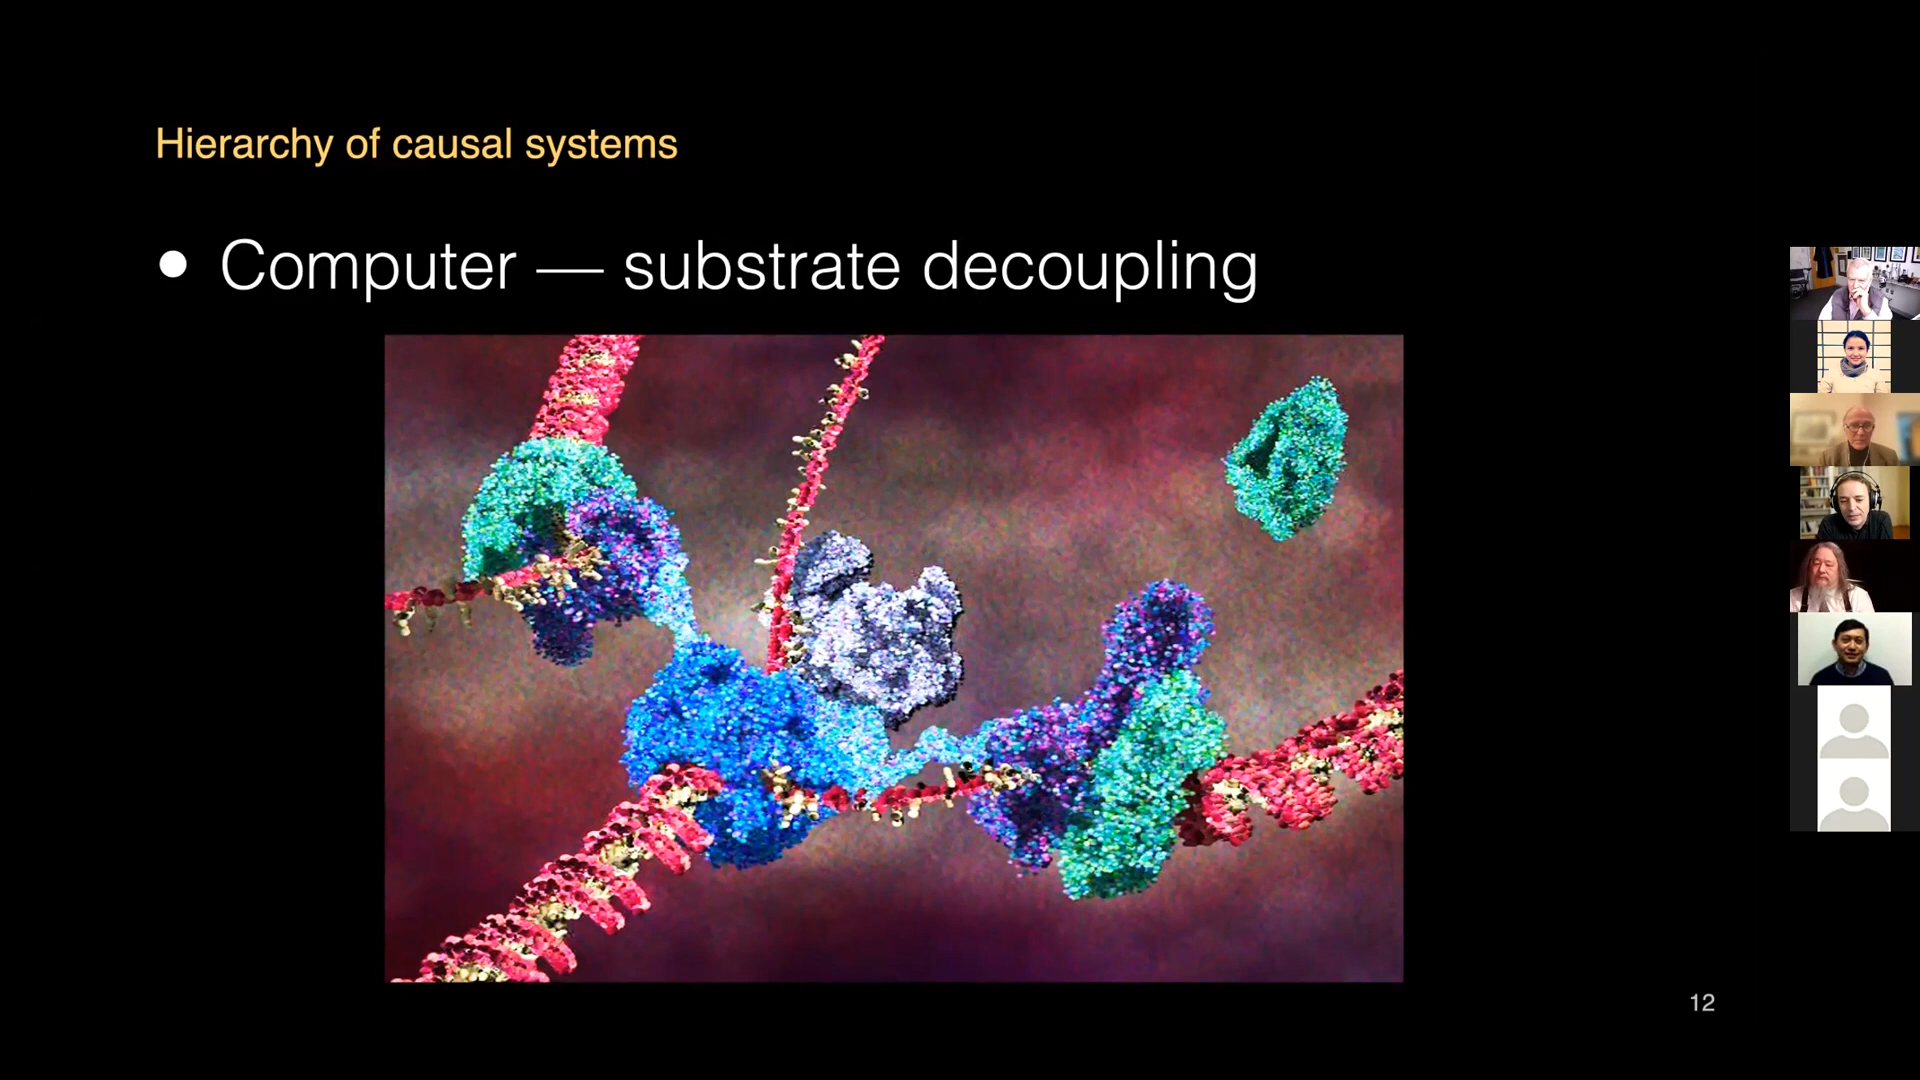 Hierarchy of causal systems
• Computer — substrate decoupling
12